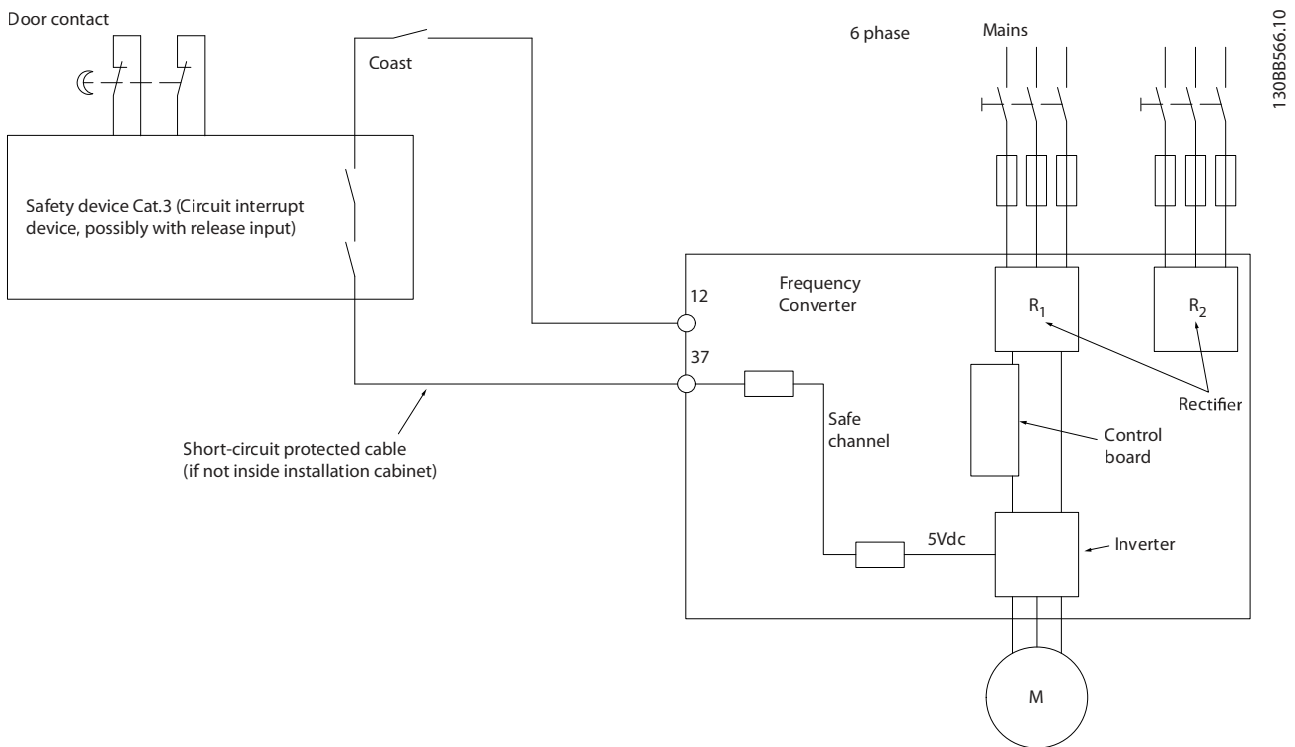 Door contact
Coast
6 phase
Mains
130BB566.10
Safety device Cat.3 (Circuit interrupt
device, possibly with release input)
12
Frequency
Converter
R1
R2
37
Rectifier
Safe
channel
Control
board
Short-circuit protected cable
(if not inside installation cabinet)
5Vdc
Inverter
M